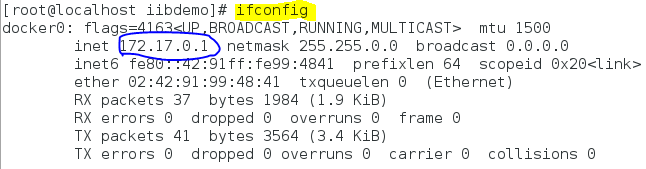 [root@localhost iibdemo]# ifconfig
docker0: flags=4163<UP,BROADCAST,RUNNING,MULTICAST>  mtu 1500
        inet 172.17.0.1  netmask 255.255.0.0  broadcast 0.0.0.0
        inet6 fe80::42:91ff:fe99:4841  prefixlen 64  scopeid 0x20<link>
        ether 02:42:91:99:48:41  txqueuelen 0  (Ethernet)
        RX packets 37  bytes 1984 (1.9 KiB)
        RX errors 0  dropped 0  overruns 0  frame 0
        TX packets 41  bytes 3564 (3.4 KiB)
        TX errors 0  dropped 0 overruns 0  carrier 0  collisions 0